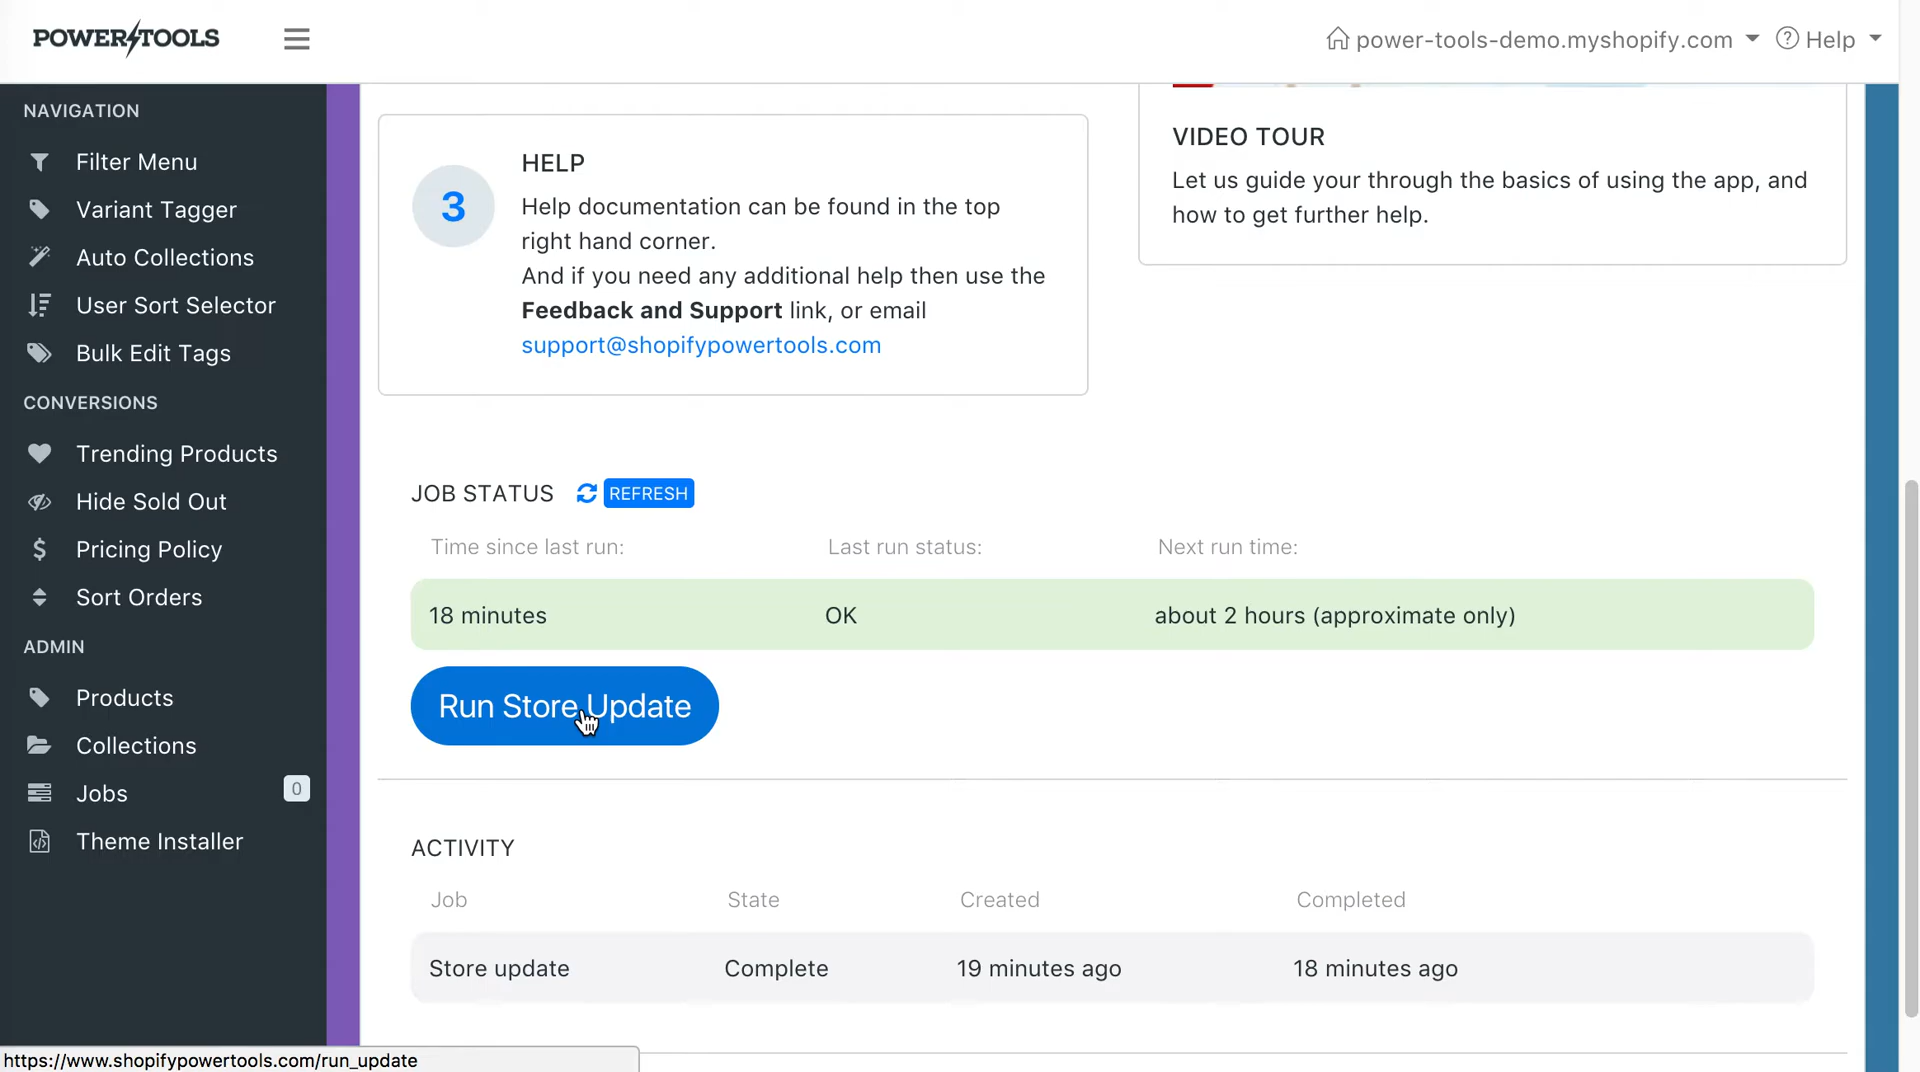 POWER TOOLS
power-tools-demo.myshopify.com
Help
NAVIGATION
Filter Menu
Variant Tagger
Auto Collections
User Sort Selector
Bulk Edit Tags
CONVERSIONS
Trending Products
Hide Sold Out
Pricing Policy
Sort Orders
ADMIN
Products
Collections
Jobs
0
Theme Installer
3
HELP
Help documentation can be found in the top
right hand corner.
And if you need any additional help then use the
Feedback and Support link, or email
support@shopifypowertools.com
VIDEO TOUR
Let us guide your through the basics of using the app, and
how to get further help.
JOB STATUS REFRESH
Time since last run: Last run status: Next run time:
18 minutes OK about 2 hours (approximate only)
Run Store Update
ACTIVITY
Job State Created Completed
Store update Complete 19 minutes ago 18 minutes ago
https://www.shopifypowertools.com/run_update